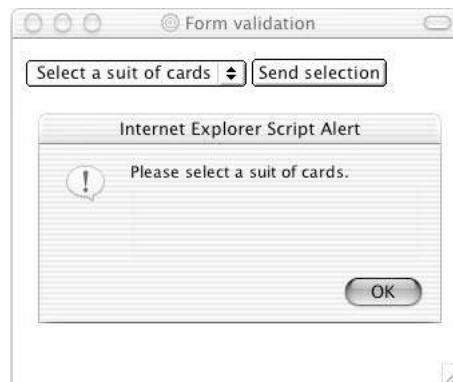 Form validation
Select a suit of cards Send selection
Internet Explorer Script Alert
Please select a suit of cards.
OK